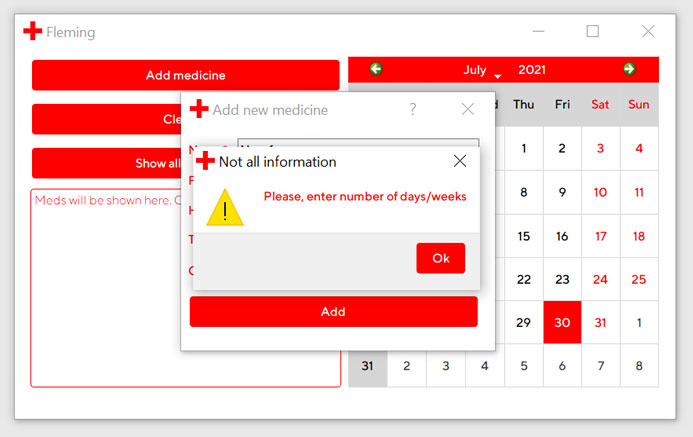 Fleming
Add medicine
July 2021
Cle
Add new medicine
?
Thu Fri Sat Sun
Show all
Not all information
1 2 3 4
Please, enter number of days/weeks
Meds will be shown here.
8 9 10 11
15 16 17 18
Ok
22 23 24 25
Add
29 30 31 1
31 2 3 4 5 6 7 8